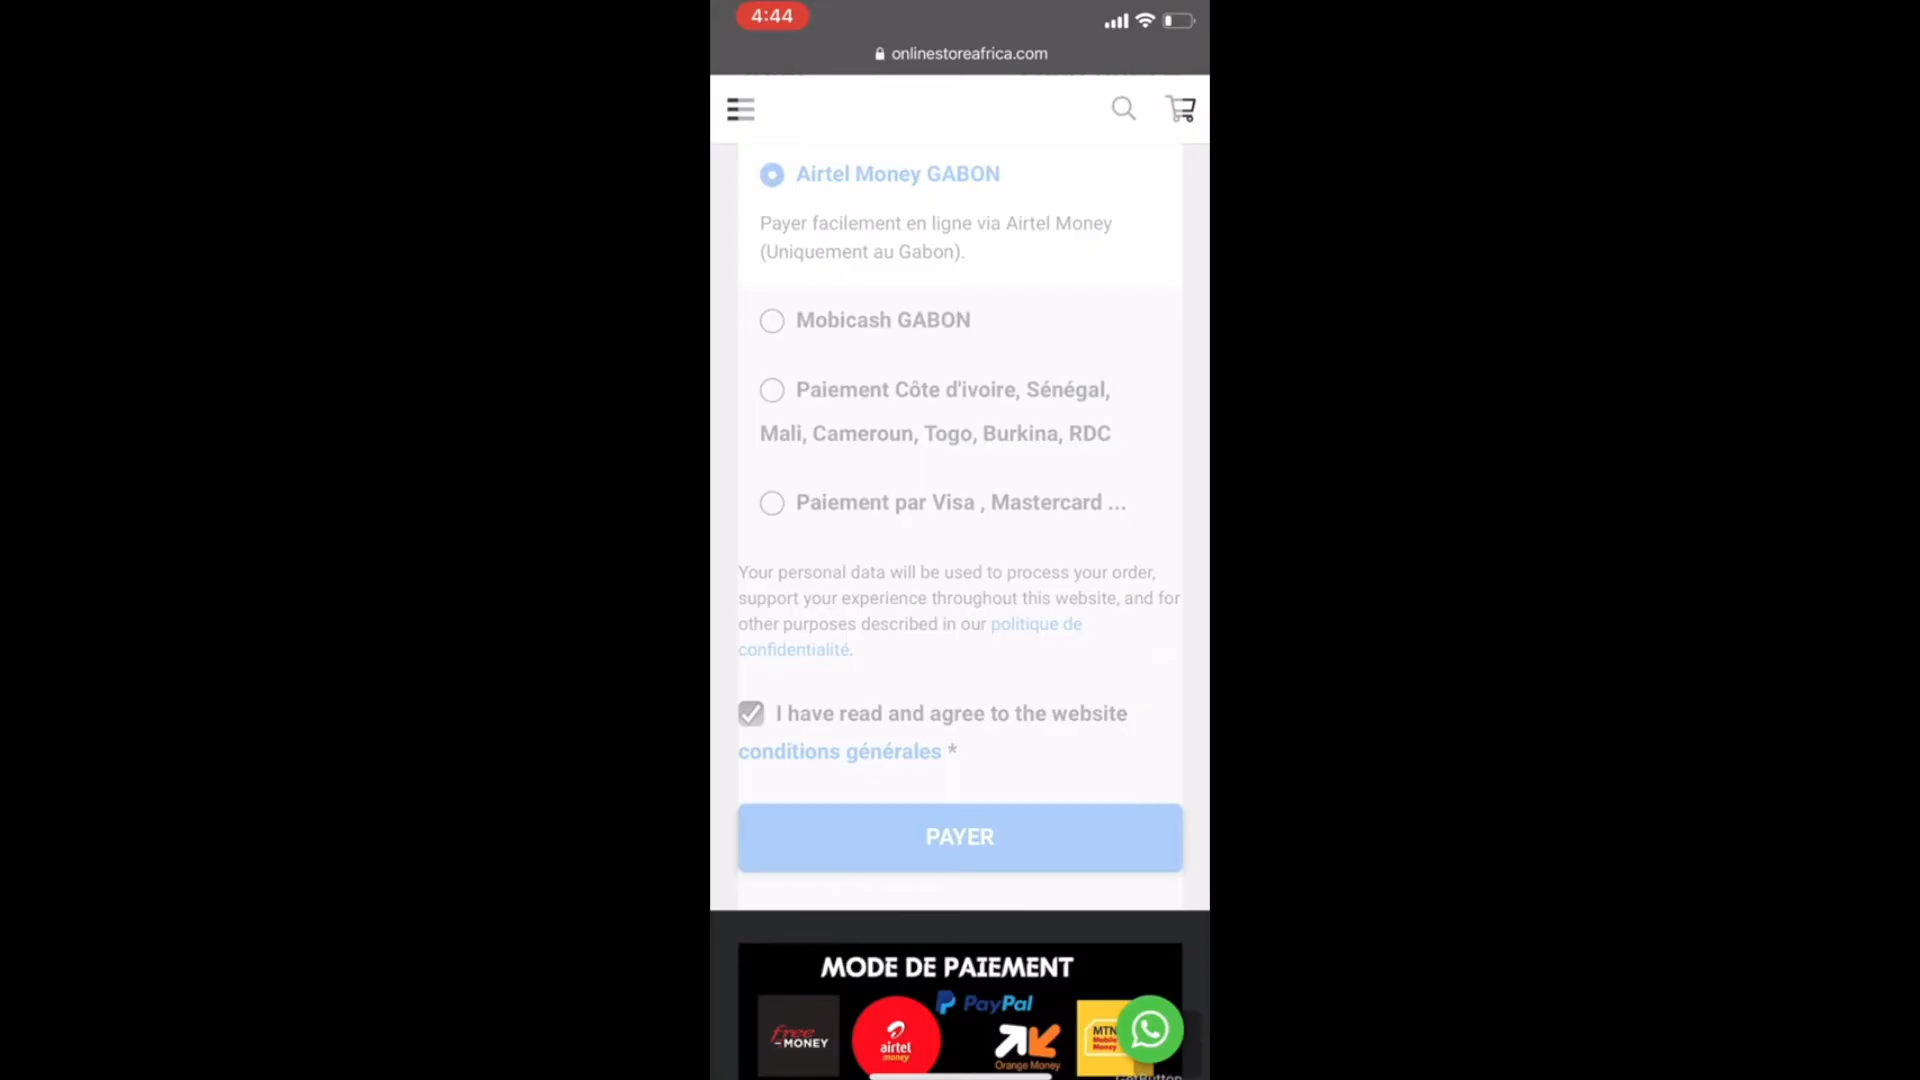 4:44
onlinestoreafrica.com
Airtel Money GABON
Payer facilement en ligne via Airtel Money
(Uniquement au Gabon).
Mobicash GABON
Paiement Côte d'ivoire, Sénégal,
Mali, Cameroun, Togo, Burkina, RDC
Paiement par Visa , Mastercard ...
Your personal data will be used to process your order,
support your experience throughout this website, and for
other purposes described in our politique de
confidentialité.
I have read and agree to the website
conditions générales *
PAYER
MODE DE PAIEMENT
free
MONEY
airtel
money
PayPal
Orange Money
MTN
Mobile
Money
GetButton